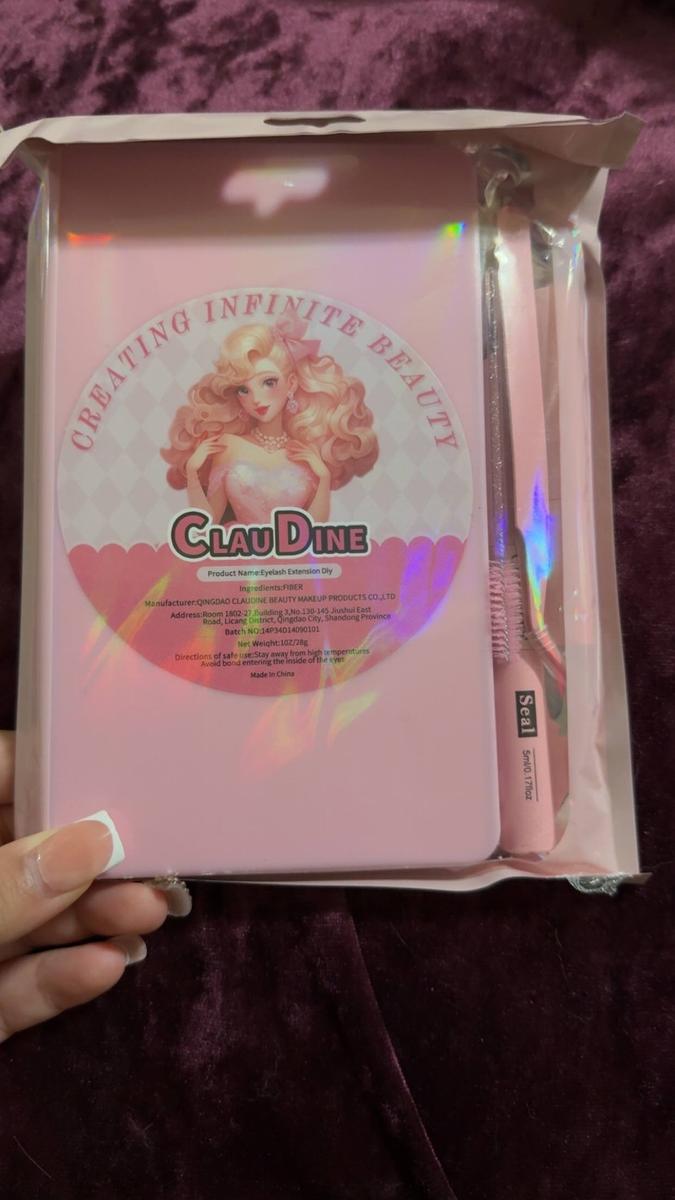 CREATING INFINITE BEAUTY
CLAUDINE
Product Name:Eyelash Extension Diy
Ingredients:FIBER
Manufacturer:QINGDAO CLAUDINE BEAUTY MAKEUP PRODUCTS CO.,LTD
Address:Room 1802-27,Building 3,No.130-145 Jiushui East
Road, Licang District, Qingdao City, Shandong Province
Batch NO:14P34D14090101
Net Weight:1OZ/28g
Directions of safe use:Stay away from high temperatures
Avoid bond entering the inside of the eyes
Made In China
Seal
5ml/0.17floz